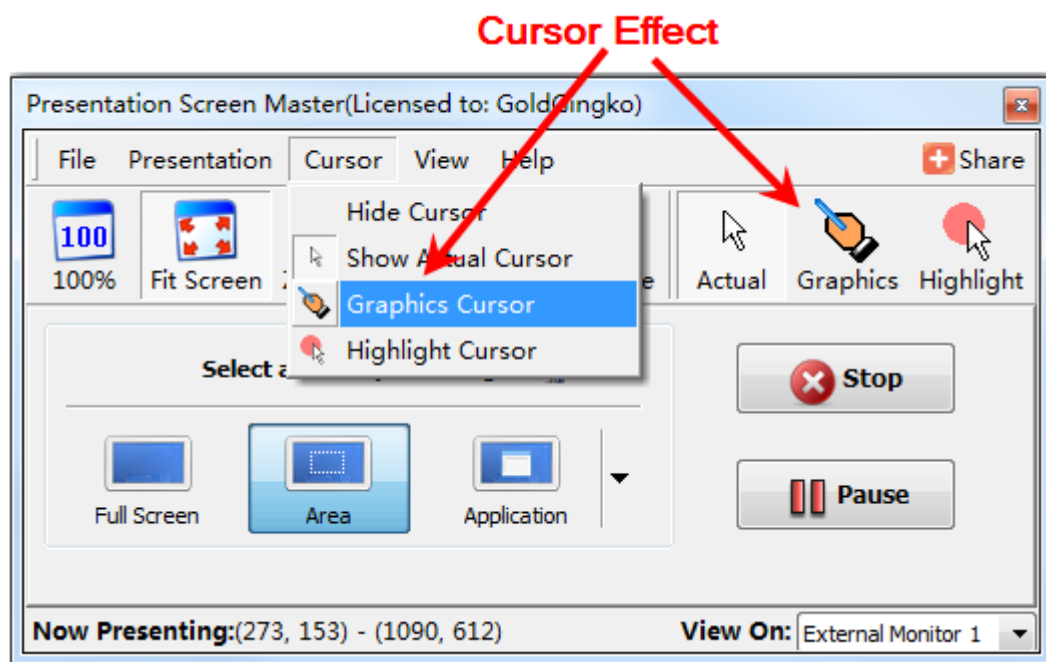 Cursor Effect
Presentation Screen Master(Licensed to: GoldGingko)
File Presentation Cursor View Help Share
Hide Cursor
Show Actual Cursor
Graphics Cursor
Highlight Cursor
100
100% Fit Screen Actual Graphics Highlight
Select
Stop
Full Screen Area Application
Pause
Now Presenting:(273, 153) - (1090, 612) View On: External Monitor 1